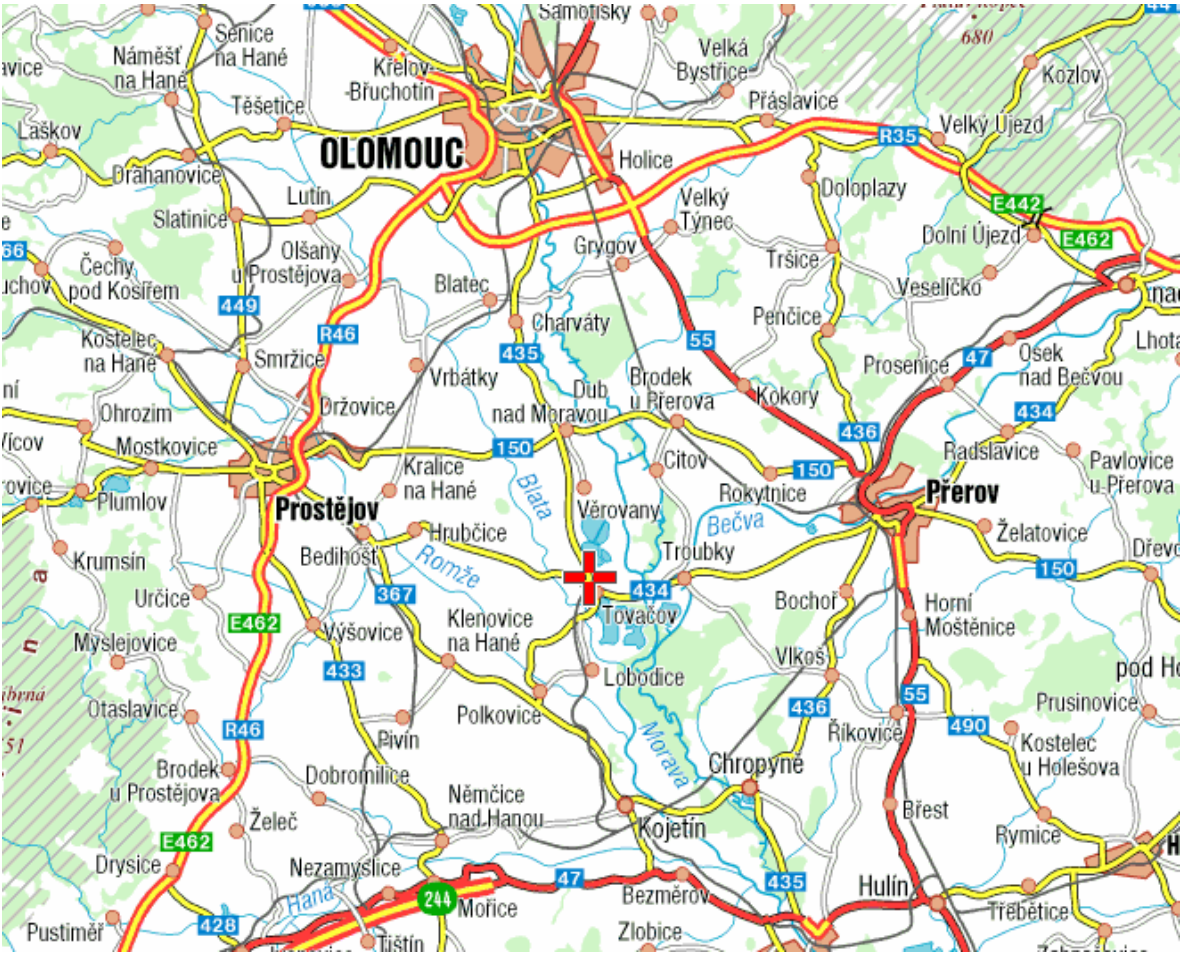 Samotišky
680
44
Senice
na Hané
Náměšť
na Hané
Křelov-
-Břuchotín
Velká
Bystřice
Kozlov
Těšetice
Přáslavice
Laškov
Velký Újezd
R35
OLOMOUC
Holice
Drahanovice
Lutín
Doloplazy
Slatinice
Velký
Týnec
E442
Dolní Újezd
E462
Olšany
u Prostějova
Grygov
Tršice
66
Čechy
pod Kosířem
Blatec
Veselíčko
449
R46
Charváty
Penčice
Kostelec
na Hané
Smržice
435
55
47
Osek
nad Bečvou
Lhota
Vrbátky
Prosenice
Dub
nad Moravou
Brodek
u Přerova
Kokory
Ohrozim
Držovice
434
436
Mostkovice
150
Radslavice
Citov
150
Kralice
na Hané
Pavlovice
u Přerova
Plumlov
Rokytnice
Přerov
Blata
Prostějov
Věrovany
Bečva
Želatovice
Hrubčice
Bedihošť
Romže
Troubky
Krumsín
150
434
Určice
367
Tovačov
Bochoř
Horní
Moštěnice
E462
Klenovice
na Hané
Výšovice
Myslejovice
Vlkoš
433
Lobodice
55
Otaslavice
Polkovice
436
Prusinovice
R46
Pivín
Říkovice
490
Morava
Kostelec
u Holešova
Brodek
u Prostějova
Dobromilice
Chropyně
Němčice
nad Hanou
Břest
Želeč
Kojetín
Rymice
E462
Drysice
Nezamyslice
47
435
Hulín
Bezměrov
Haná
244
Mořice
Třebětice
428
Pustiměř
Tištín
Zlobice